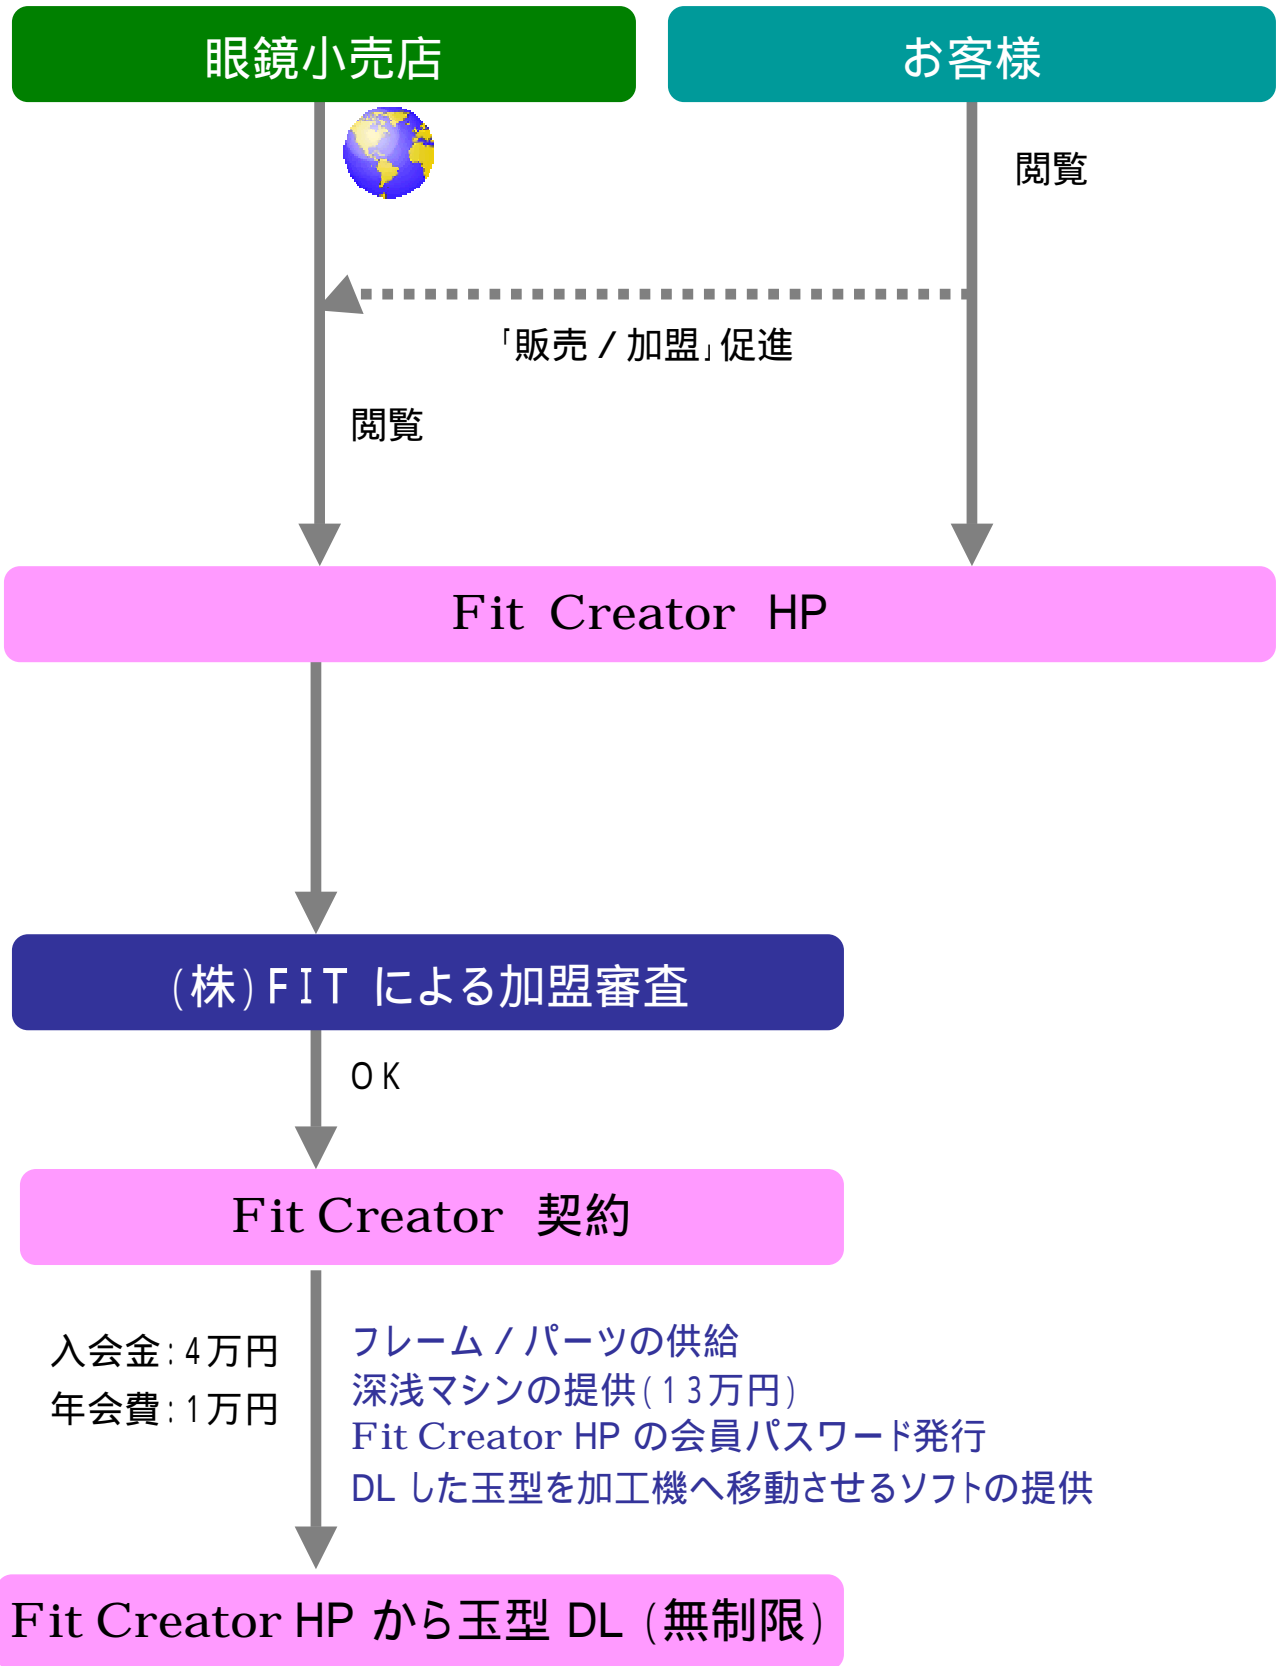 眼鏡小売店
お客様
閲覧
「販売／加盟」促進
閲覧
Fit Creator HP
(株)FIT による加盟審査
OK
Fit Creator 契約
入会金：4万円
年会費：1万円
フレーム／パーツの供給
深浅マシンの提供(13万円)
Fit Creator HP の会員パスワード発行
DL した玉型を加工機へ移動させるソフトの提供
Fit Creator HP から玉型 DL (無制限)